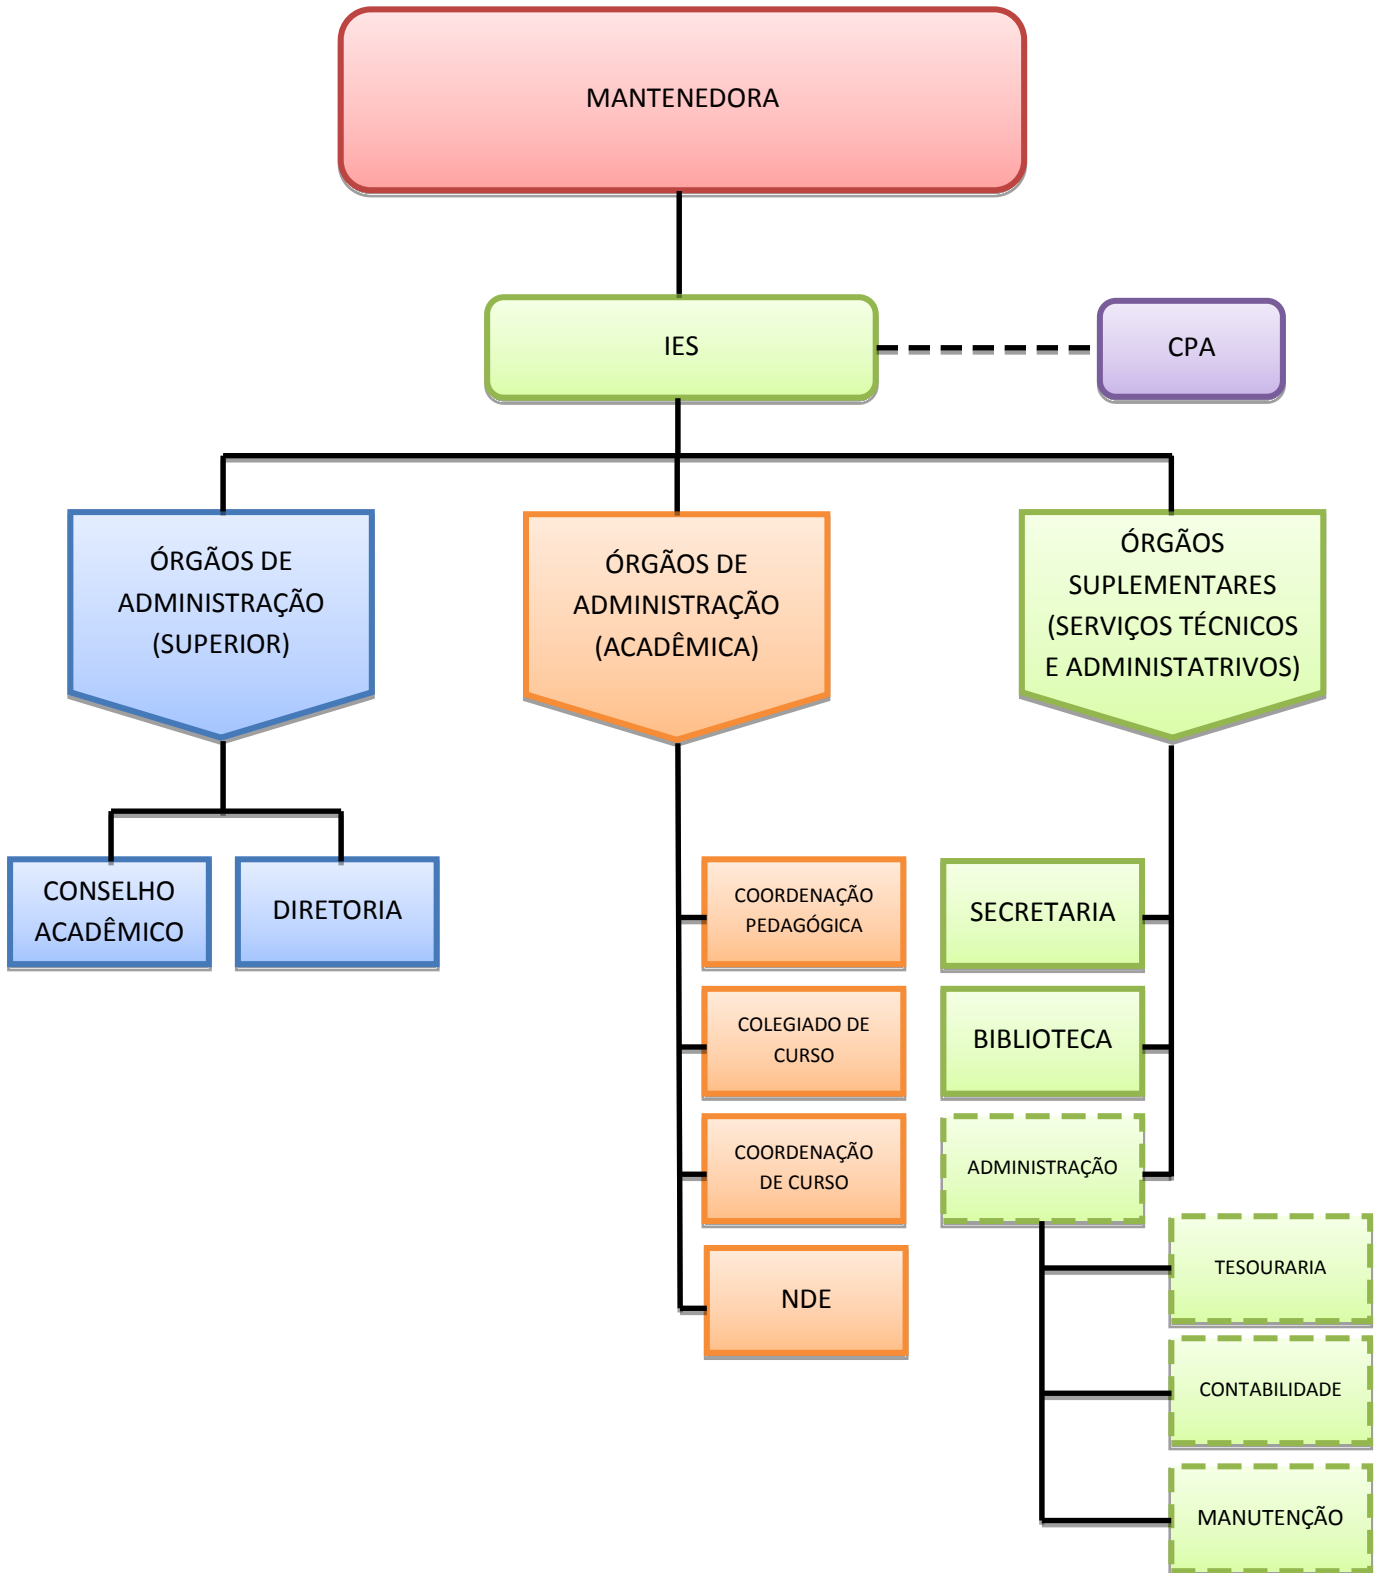 MANTENEDORA
IES
CPA
ÓRGÃOS DE
ADMINISTRAÇÃO
(SUPERIOR)
ÓRGÃOS DE
ADMINISTRAÇÃO
(ACADÊMICA)
ÓRGÃOS
SUPLEMENTARES
(SERVIÇOS TÉCNICOS
E ADMINISTATRIVOS)
CONSELHO
ACADÊMICO
DIRETORIA
COORDENAÇÃO
PEDAGÓGICA
COLEGIADO DE
CURSO
COORDENAÇÃO
DE CURSO
NDE
SECRETARIA
BIBLIOTECA
ADMINISTRAÇÃO
TESOURARIA
CONTABILIDADE
MANUTENÇÃO